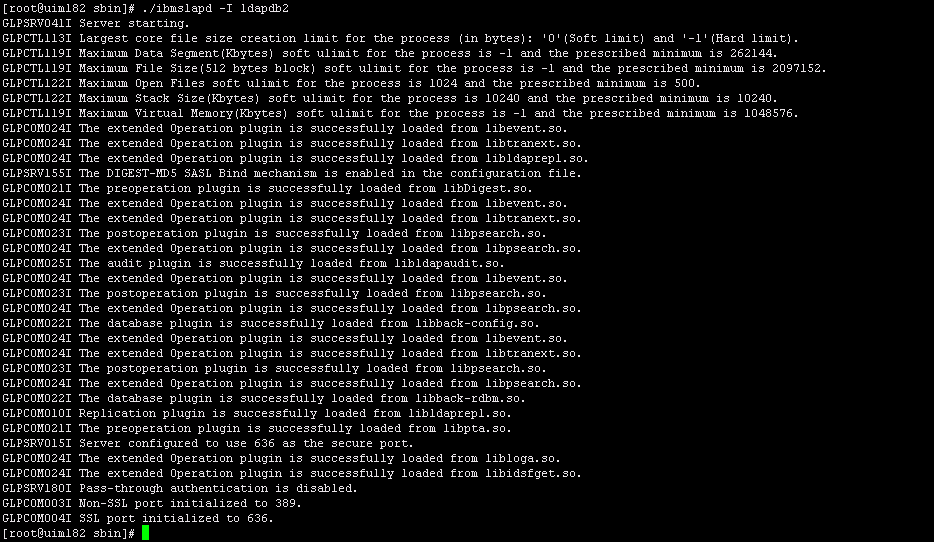 [root@uiml82 sbin]# ./ibmslapd -I ldapdb2
GLPSRV041I Server starting.
GLPCTL113I Largest core file size creation limit for the process (in bytes): '0'(Soft limit) and '-1'(Hard limit).
GLPCTL119I Maximum Data Segment(Kbytes) soft ulimit for the process is -1 and the prescribed minimum is 262144.
GLPCTL119I Maximum File Size(512 bytes block) soft ulimit for the process is -1 and the prescribed minimum is 2097152.
GLPCTL122I Maximum Open Files soft ulimit for the process is 1024 and the prescribed minimum is 500.
GLPCTL122I Maximum Stack Size(Kbytes) soft ulimit for the process is 10240 and the prescribed minimum is 10240.
GLPCTL119I Maximum Virtual Memory(Kbytes) soft ulimit for the process is -1 and the prescribed minimum is 1048576.
GLPCOM024I The extended Operation plugin is successfully loaded from libevent.so.
GLPCOM024I The extended Operation plugin is successfully loaded from libtranext.so.
GLPCOM024I The extended Operation plugin is successfully loaded from libldaprepl.so.
GLPSRV155I The DIGEST-MD5 SASL Bind mechanism is enabled in the configuration file.
GLPCOM021I The preoperation plugin is successfully loaded from libDigest.so.
GLPCOM024I The extended Operation plugin is successfully loaded from libevent.so.
GLPCOM024I The extended Operation plugin is successfully loaded from libtranext.so.
GLPCOM023I The postoperation plugin is successfully loaded from libpsearch.so.
GLPCOM024I The extended Operation plugin is successfully loaded from libpsearch.so.
GLPCOM025I The audit plugin is successfully loaded from libldapaudit.so.
GLPCOM024I The extended Operation plugin is successfully loaded from libevent.so.
GLPCOM023I The postoperation plugin is successfully loaded from libpsearch.so.
GLPCOM024I The extended Operation plugin is successfully loaded from libpsearch.so.
GLPCOM022I The database plugin is successfully loaded from libback-config.so.
GLPCOM024I The extended Operation plugin is successfully loaded from libevent.so.
GLPCOM024I The extended Operation plugin is successfully loaded from libtranext.so.
GLPCOM023I The postoperation plugin is successfully loaded from libpsearch.so.
GLPCOM024I The extended Operation plugin is successfully loaded from libpsearch.so.
GLPCOM022I The database plugin is successfully loaded from libback-rdbm.so.
GLPCOM010I Replication plugin is successfully loaded from libldaprepl.so.
GLPCOM021I The preoperation plugin is successfully loaded from libpta.so.
GLPSRV015I Server configured to use 636 as the secure port.
GLPCOM024I The extended Operation plugin is successfully loaded from libloga.so.
GLPCOM024I The extended Operation plugin is successfully loaded from libidsfget.so.
GLPSRV180I Pass-through authentication is disabled.
GLPCOM003I Non-SSL port initialized to 389.
GLPCOM004I SSL port initialized to 636.
[root@uiml82 sbin]#